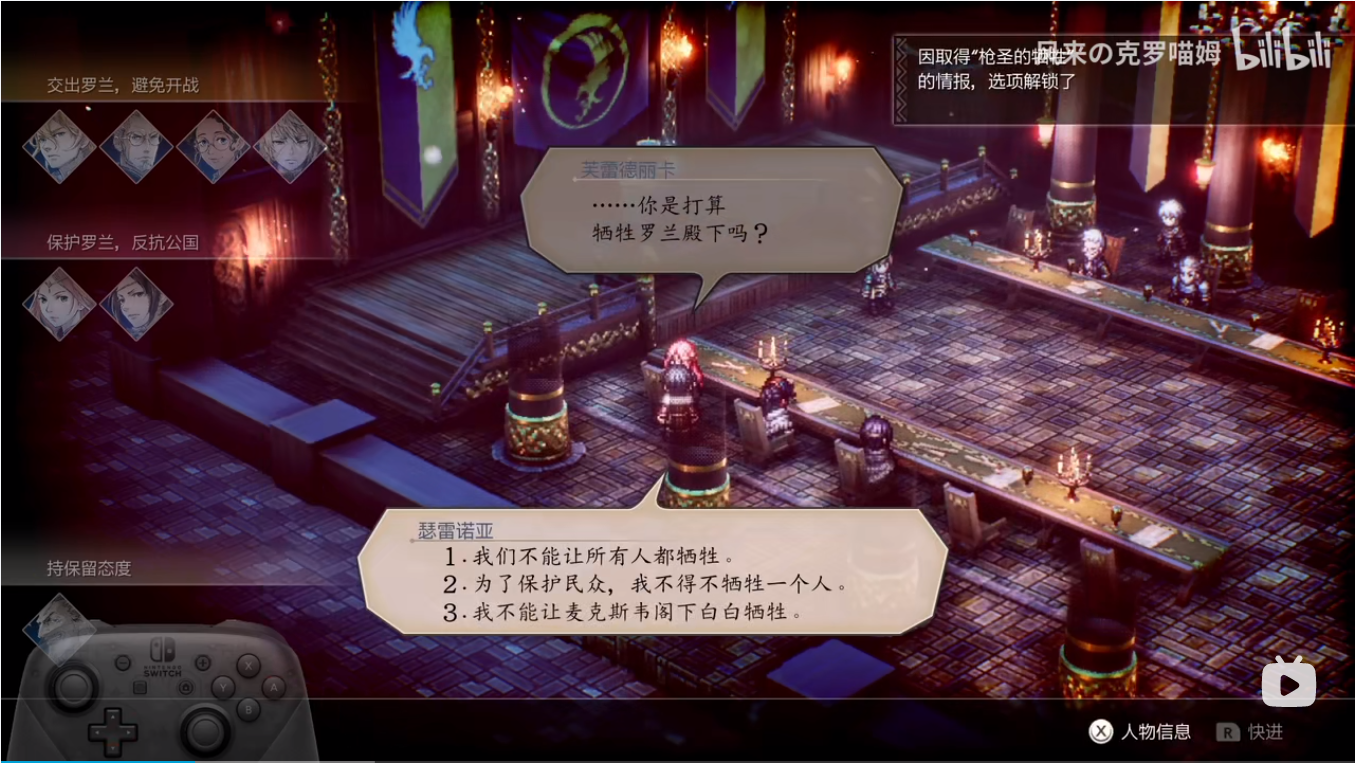 交出罗兰，避免开战
因取得“枪圣的牺牲”
的情报，选项解锁了
来の克罗喵姆
bilibili
芙蕾德丽卡
……你是打算
牺牲罗兰殿下吗？
保护罗兰，反抗公国
瑟雷诺亚
1.我们不能让所有人都牺牲。
2.为了保护民众，我不得不牺牲一个人。
3.我不能让麦克斯韦阁下白白牺牲。
持保留态度
NINTENDO
SWITCH
X
Y
A
B
X 人物信息
R 快进